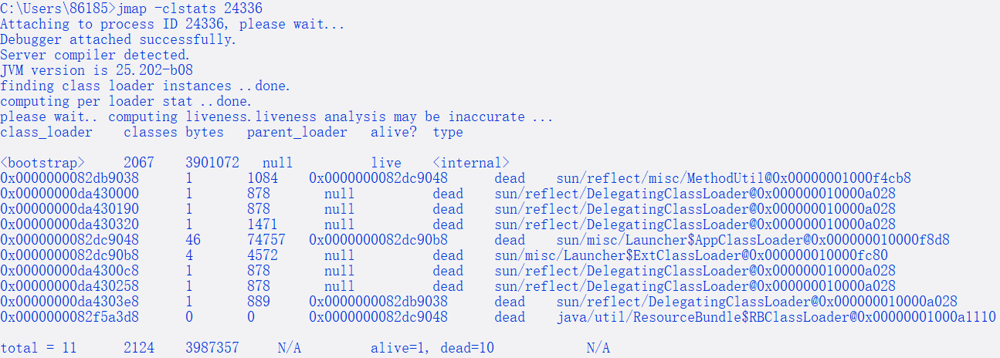 C:\Users\86185>jmap -clstats 24336
Attaching to process ID 24336, please wait...
Debugger attached successfully.
Server compiler detected.
JVM version is 25.202-b08
finding class loader instances ..done.
computing per loader stat ..done.
please wait.. computing liveness.liveness analysis may be inaccurate ...
class_loader classes bytes parent_loader alive? type
<bootstrap> 2067 3901072 null live <internal>
0x0000000082db9038 1 1084 0x0000000082dc9048 dead sun/reflect/misc/MethodUtil@0x00000001000f4cb8
0x00000000da430000 1 878 null dead sun/reflect/DelegatingClassLoader@0x000000010000a028
0x00000000da430190 1 878 null dead sun/reflect/DelegatingClassLoader@0x000000010000a028
0x00000000da430320 1 1471 null dead sun/reflect/DelegatingClassLoader@0x000000010000a028
0x0000000082dc9048 46 74757 0x0000000082dc90b8 dead sun/misc/Launcher$AppClassLoader@0x000000010000f8d8
0x0000000082dc90b8 4 4572 null dead sun/misc/Launcher$ExtClassLoader@0x000000010000fc80
0x00000000da4300c8 1 878 null dead sun/reflect/DelegatingClassLoader@0x000000010000a028
0x00000000da430258 1 878 null dead sun/reflect/DelegatingClassLoader@0x000000010000a028
0x00000000da4303e8 1 889 0x0000000082db9038 dead sun/reflect/DelegatingClassLoader@0x000000010000a028
0x0000000082f5a3d8 0 0 0x0000000082dc9048 dead java/util/ResourceBundle$RBClassLoader@0x00000001000a1110
total = 11 2124 3987357 N/A alive=1, dead=10 N/A